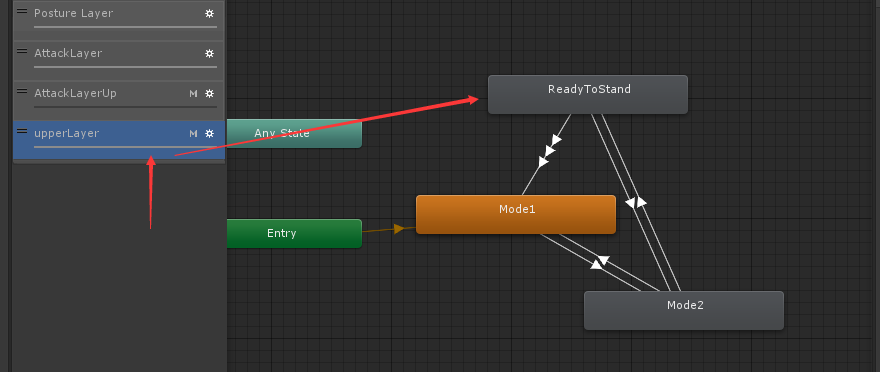 Posture Layer
AttackLayer
AttackLayerUp M
upperLayer M
ReadyToStand
Any State
Mode1
Entry
Mode2